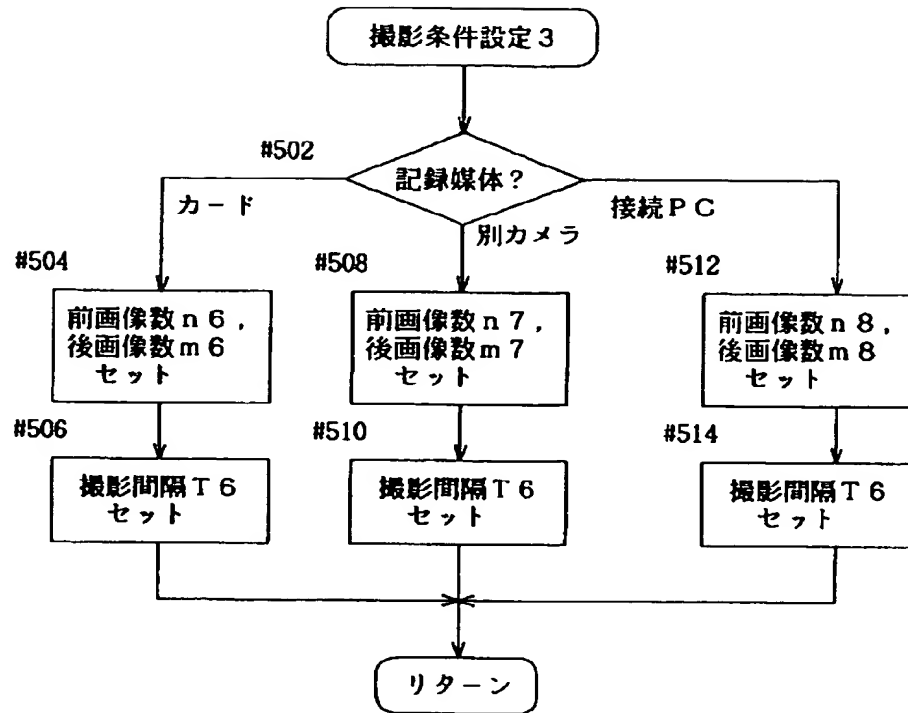 撮影条件設定3
#502
記録媒体?
カード
別カメラ
接続PC
#504
前画像数n6,
後画像数m6
セット
#506
撮影間隔T6
セット
#508
前画像数n7,
後画像数m7
セット
#510
撮影間隔T6
セット
#512
前画像数n8,
後画像数m8
セット
#514
撮影間隔T6
セット
リターン